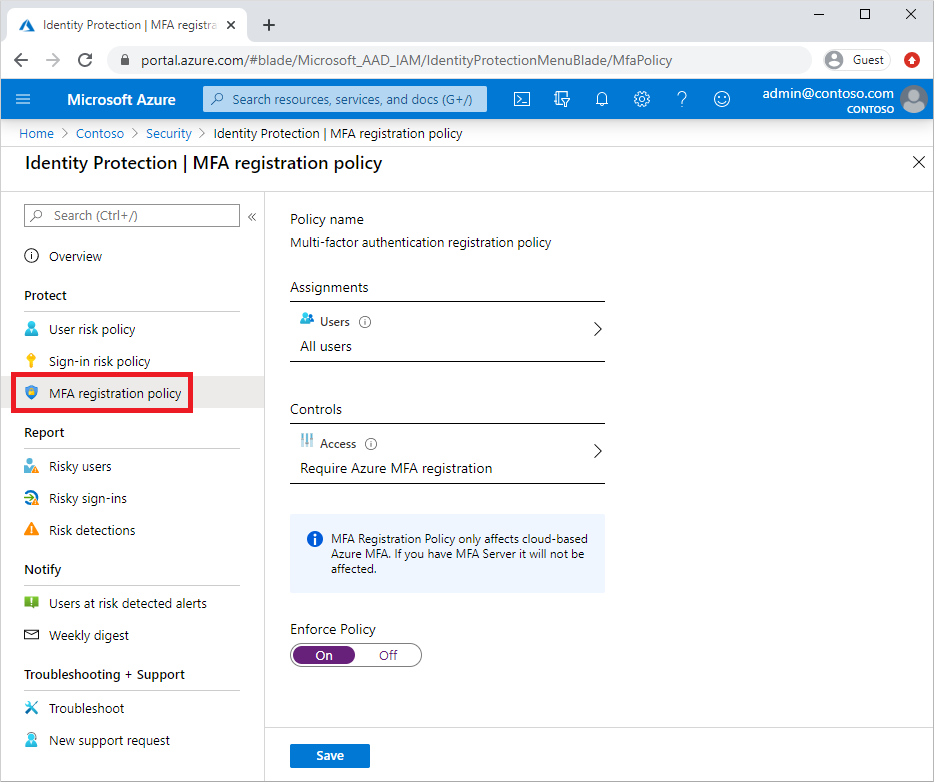 Identity Protection | MFA registra
portal.azure.com/#blade/Microsoft_AAD_IAM/IdentityProtectionMenuBlade/MfaPolicy
Guest
Microsoft Azure
Search resources, services, and docs (G+/)
admin@contoso.com
CONTOSO
Home > Contoso > Security > Identity Protection | MFA registration policy
Identity Protection | MFA registration policy
Search (Ctrl+/)
Overview
Protect
User risk policy
Sign-in risk policy
MFA registration policy
Report
Risky users
Risky sign-ins
Risk detections
Notify
Users at risk detected alerts
Weekly digest
Troubleshooting + Support
Troubleshoot
New support request
Policy name
Multi-factor authentication registration policy
Assignments
Users
All users
Controls
Access
Require Azure MFA registration
MFA Registration Policy only affects cloud-based
Azure MFA. If you have MFA Server it will not be
affected.
Enforce Policy
On Off
Save